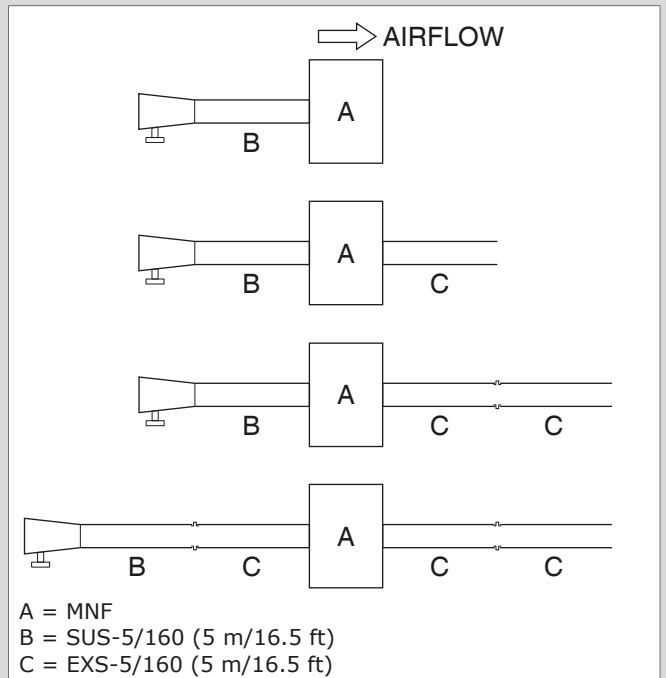 AIRFLOW
A
B
A
B C
A
B C C
A
B C C C
A = MNF
B = SUS-5/160 (5 m/16.5 ft)
C = EXS-5/160 (5 m/16.5 ft)